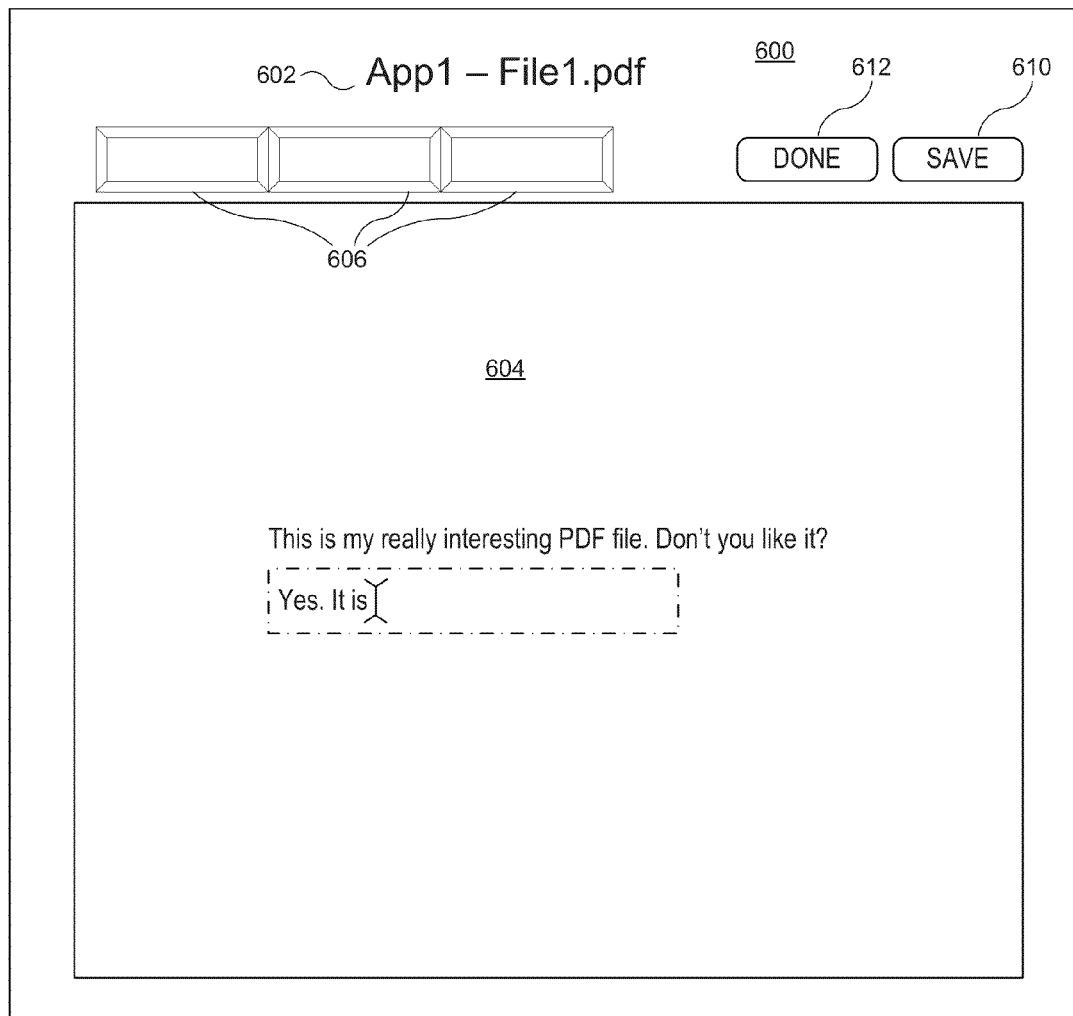 600
602 App1 – File1.pdf
612 610
DONE SAVE
606
604
This is my really interesting PDF file. Don't you like it?
Yes. It is